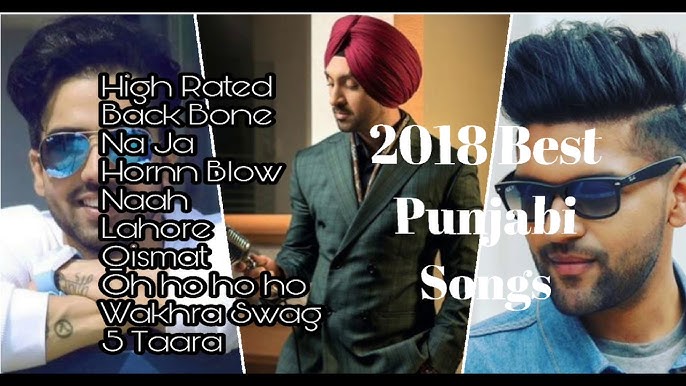 High Rated
Back Bone
Na Ja
Hornn Blow
Naah
Lahore
Qismat
Oh ho ho ho
Wakhra Swag
5 Taara
2018 Best
Punjabi
Songs